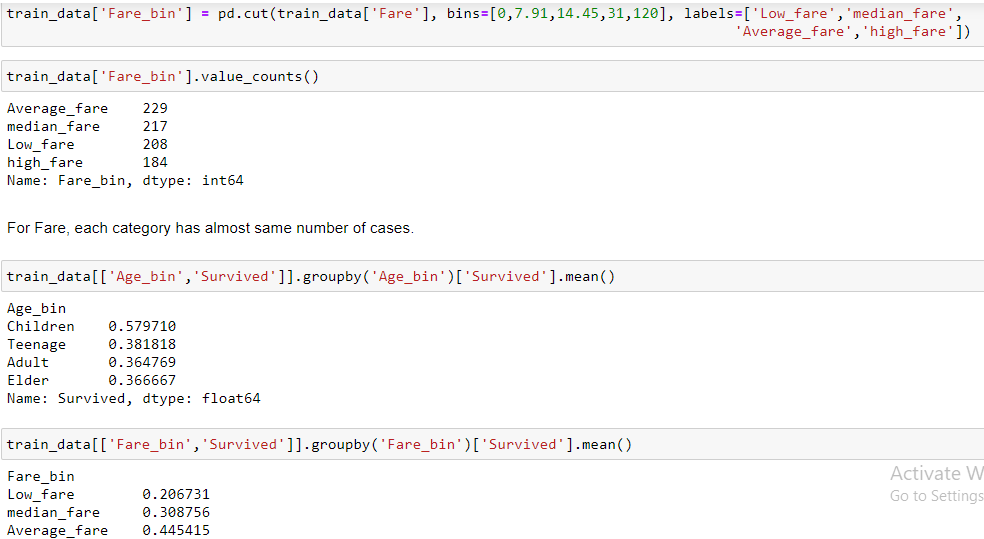 train_data['Fare_bin'] = pd.cut(train_data['Fare'], bins=[0,7.91,14.45,31,120], labels=['Low_fare','median_fare',
'Average_fare','high_fare'])
train_data['Fare_bin'].value_counts()
Average_fare 229
median_fare 217
Low_fare 208
high_fare 184
Name: Fare_bin, dtype: int64
For Fare, each category has almost same number of cases.
train_data[['Age_bin','Survived']].groupby('Age_bin')['Survived'].mean()
Age_bin
Children 0.579710
Teenage 0.381818
Adult 0.364769
Elder 0.366667
Name: Survived, dtype: float64
train_data[['Fare_bin','Survived']].groupby('Fare_bin')['Survived'].mean()
Fare_bin
Low_fare 0.206731
median_fare 0.308756
Average_fare 0.445415
Activate W
Go to Settings